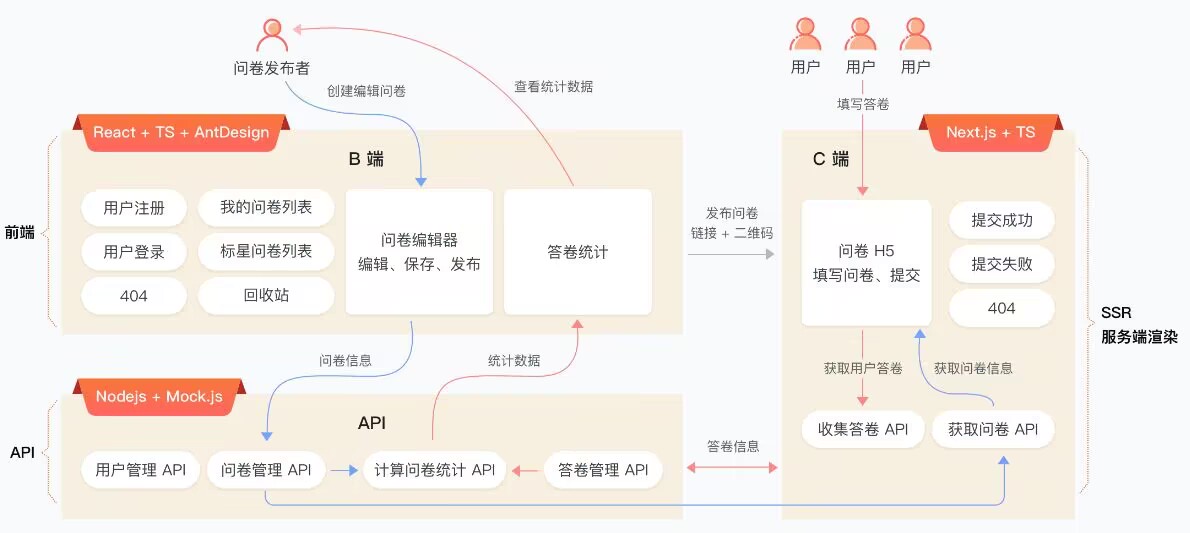 问卷发布者
用户
用户
用户
创建编辑问卷
查看统计数据
填写答卷
React + TS + AntDesign
Next.js + TS
B 端
C 端
前端
用户注册
我的问卷列表
用户登录
标星问卷列表
404
回收站
问卷编辑器
编辑、保存、发布
答卷统计
发布问卷
链接 + 二维码
问卷 H5
填写问卷、提交
提交成功
提交失败
404
SSR
服务端渲染
问卷信息
统计数据
获取用户答卷
获取问卷信息
Nodejs + Mock.js
API
API
用户管理 API
问卷管理 API
计算问卷统计 API
答卷管理 API
答卷信息
收集答卷 API
获取问卷 API